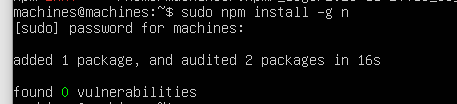 machines@machines:~$ sudo npm install -g n
[sudo] password for machines:
added 1 package, and audited 2 packages in 16s
found 0 vulnerabilities